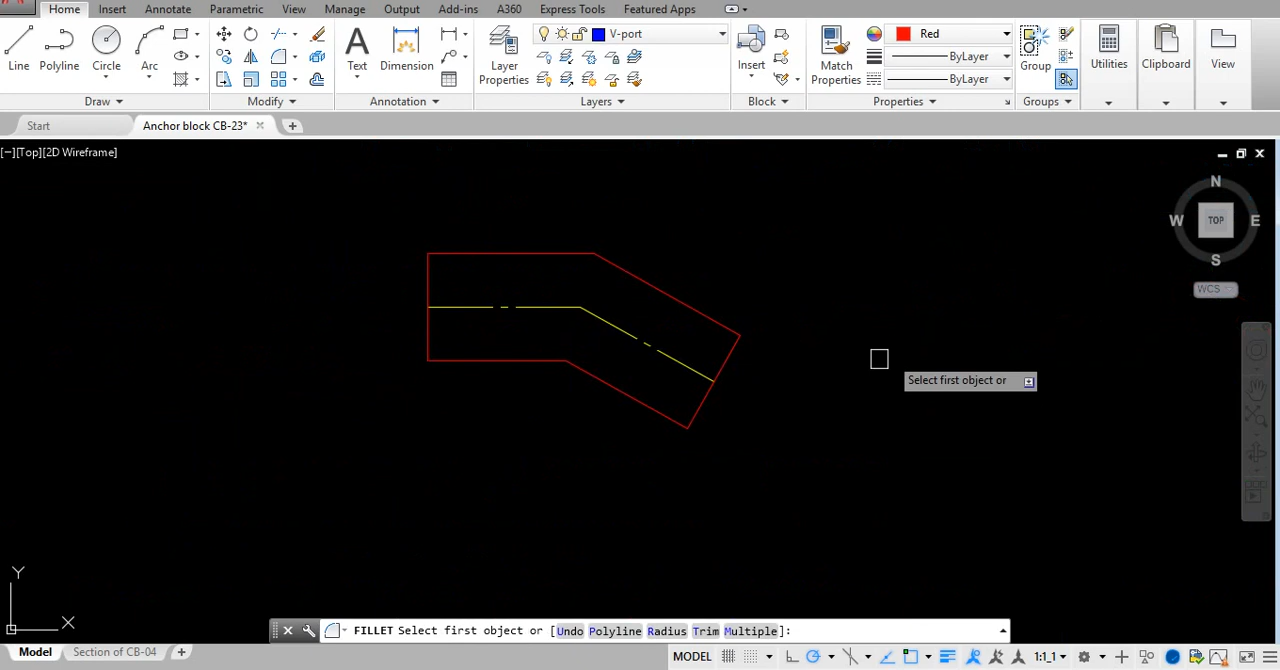 Home Insert Annotate Parametric View Manage Output Add-ins A360 Express Tools Featured Apps
V-port
Red
Line Polyline Circle Arc
Text Dimension
Layer Properties
Insert
Match Properties
ByLayer
ByLayer
Group
Utilities Clipboard View
Draw Modify Annotation Layers Block Properties Groups
Start Anchor block CB-23*
[−][Top][2D Wireframe]
N
W TOP E
S
WCS
Select first object or
Y
X
FILLET Select first object or [Undo Polyline Radius Trim Multiple]:
Model Section of CB-04 MODEL 1:1